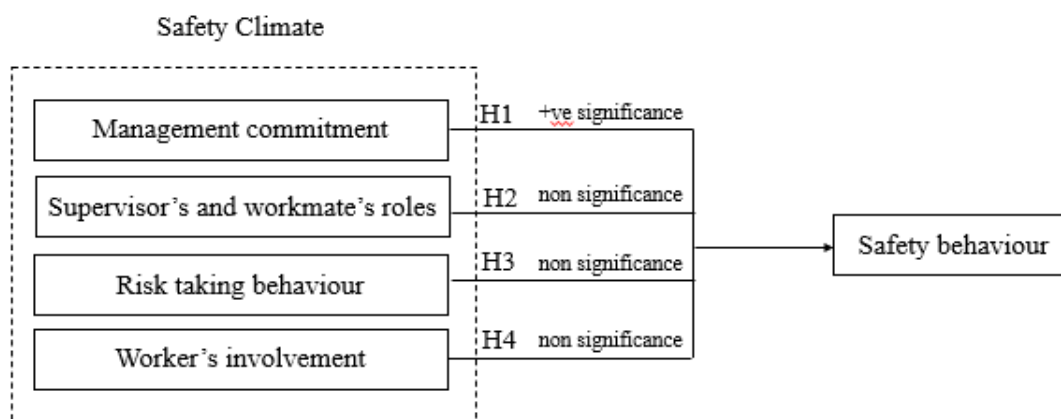 Safety Climate
Management commitment
H1 +ve significance
Supervisor’s and workmate’s roles
H2 non significance
Risk taking behaviour
H3 non significance
Worker’s involvement
H4 non significance
Safety behaviour